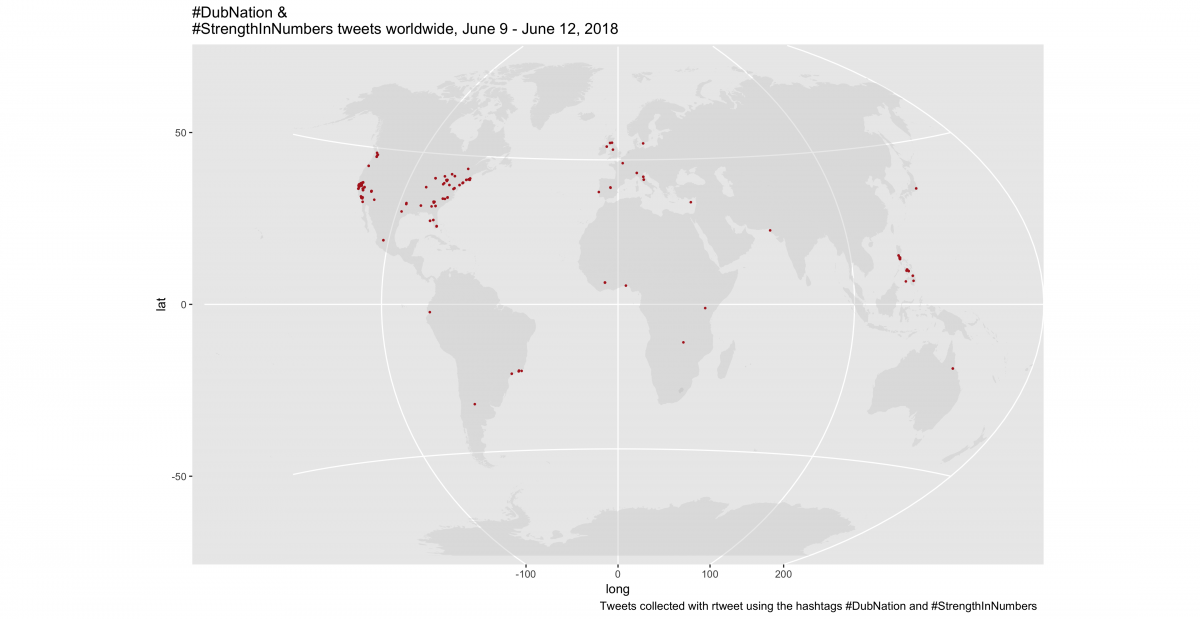 #DubNation &
#StrengthInNumbers tweets worldwide, June 9 - June 12, 2018
50
lat
0
-50
-100 0 100 200
long
Tweets collected with rtweet using the hashtags #DubNation and #StrengthInNumbers